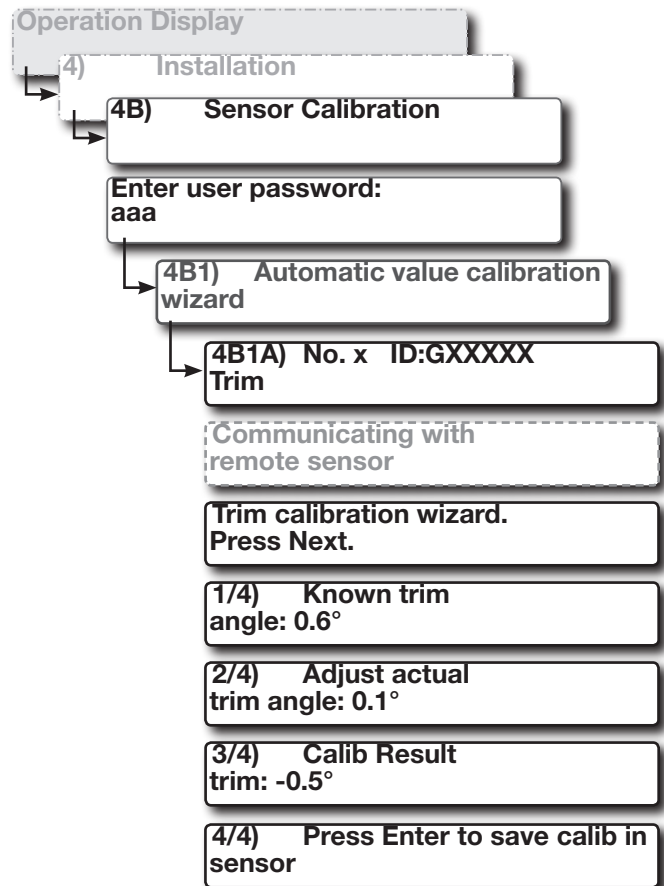 Operation Display
4) Installation
4B) Sensor Calibration
Enter user password:
aaa
4B1) Automatic value calibration
wizard
4B1A) No. x ID:GXXXXX
Trim
Communicating with
remote sensor
Trim calibration wizard.
Press Next.
1/4) Known trim
angle: 0.6°
2/4) Adjust actual
trim angle: 0.1°
3/4) Calib Result
trim: -0.5°
4/4) Press Enter to save calib in
sensor